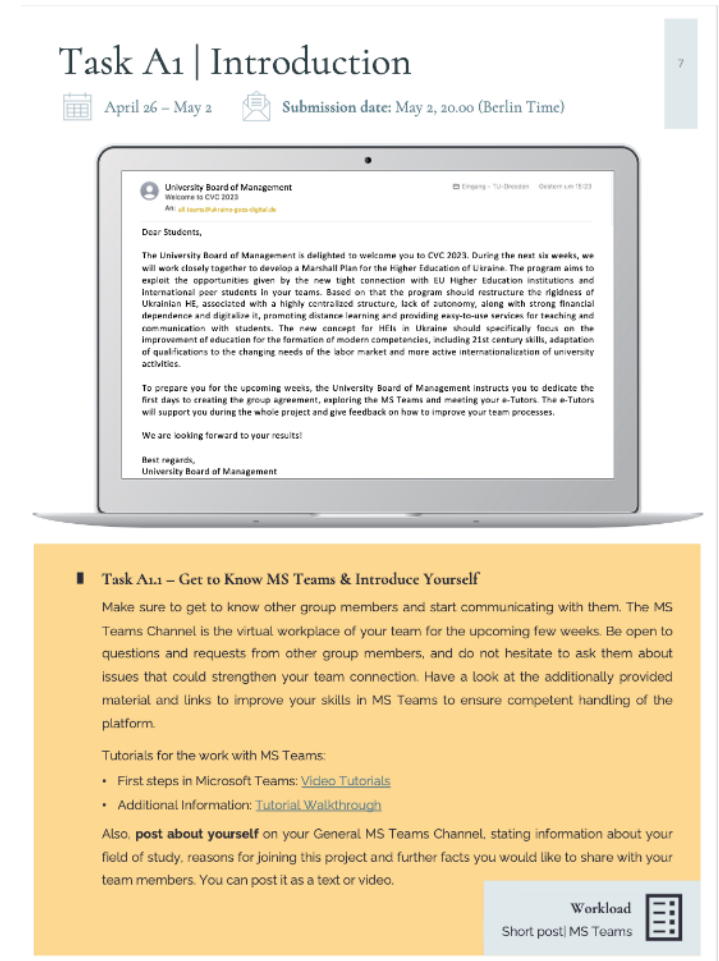 Task A1 | Introduction
7
April 26 – May 2
Submission date: May 2, 20.00 (Berlin Time)
University Board of Management
Welcome to CVC 2023
An: all-teams@ukraine-goes-digital.de
Eingang - TU-Dresden Gestern um 15:23
Dear Students,
The University Board of Management is delighted to welcome you to CVC 2023. During the next six weeks, we
will work closely together to develop a Marshall Plan for the Higher Education of Ukraine. The program aims to
exploit the opportunities given by the new tight connection with EU Higher Education institutions and
international peer students in your teams. Based on that the program should restructure the rigidness of
Ukrainian HE, associated with a highly centralized structure, lack of autonomy, along with strong financial
dependence and digitalize it, promoting distance learning and providing easy-to-use services for teaching and
communication with students. The new concept for HEIs in Ukraine should specifically focus on the
improvement of education for the formation of modern competencies, including 21st century skills, adaptation
of qualifications to the changing needs of the labor market and more active internationalization of university
activities.
To prepare you for the upcoming weeks, the University Board of Management instructs you to dedicate the
first days to creating the group agreement, exploring the MS Teams and meeting your e-Tutors. The e-Tutors
will support you during the whole project and give feedback on how to improve your team processes.
We are looking forward to your results!
Best regards,
University Board of Management
Task A1.1 – Get to Know MS Teams & Introduce Yourself
Make sure to get to know other group members and start communicating with them. The MS
Teams Channel is the virtual workplace of your team for the upcoming few weeks. Be open to
questions and requests from other group members, and do not hesitate to ask them about
issues that could strengthen your team connection. Have a look at the additionally provided
material and links to improve your skills in MS Teams to ensure competent handling of the
platform.
Tutorials for the work with MS Teams:
• First steps in Microsoft Teams: Video Tutorials
• Additional Information: Tutorial Walkthrough
Also, post about yourself on your General MS Teams Channel, stating information about your
field of study, reasons for joining this project and further facts you would like to share with your
team members. You can post it as a text or video.
Workload
Short post| MS Teams